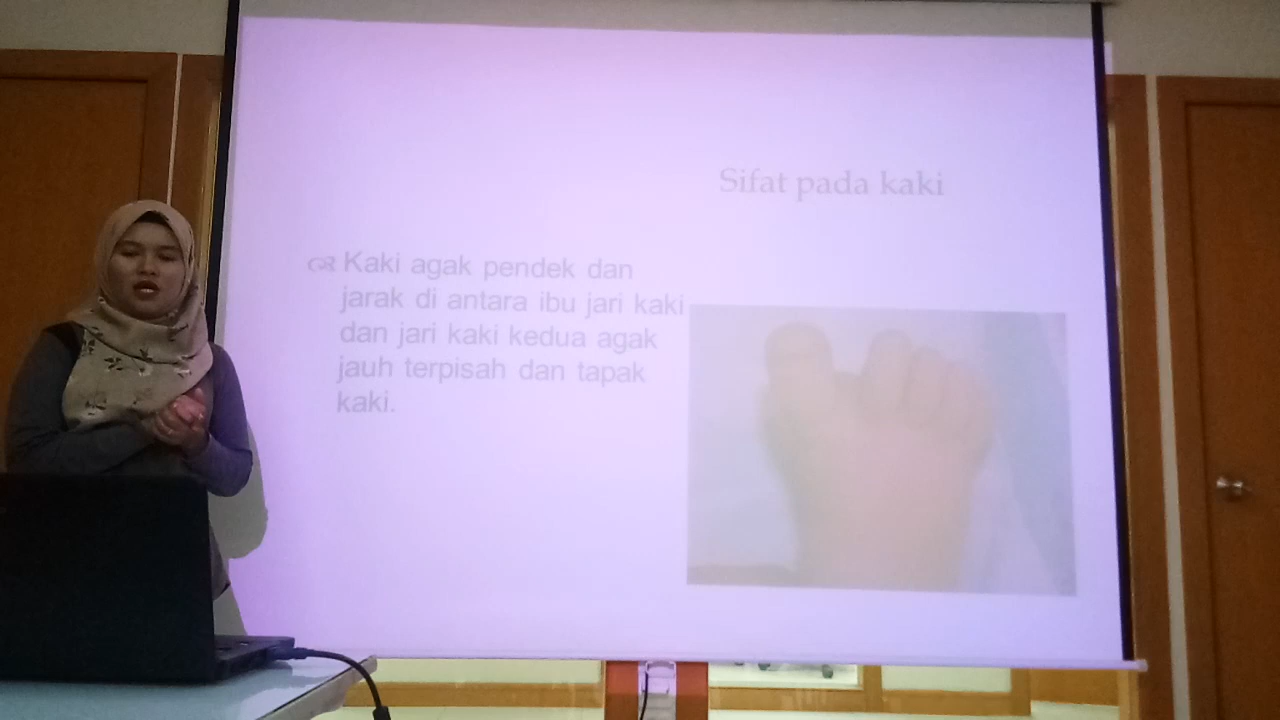 Sifat pada kaki
Kaki agak pendek dan
jarak di antara ibu jari kaki
dan jari kaki kedua agak
jauh terpisah dan tapak
kaki.